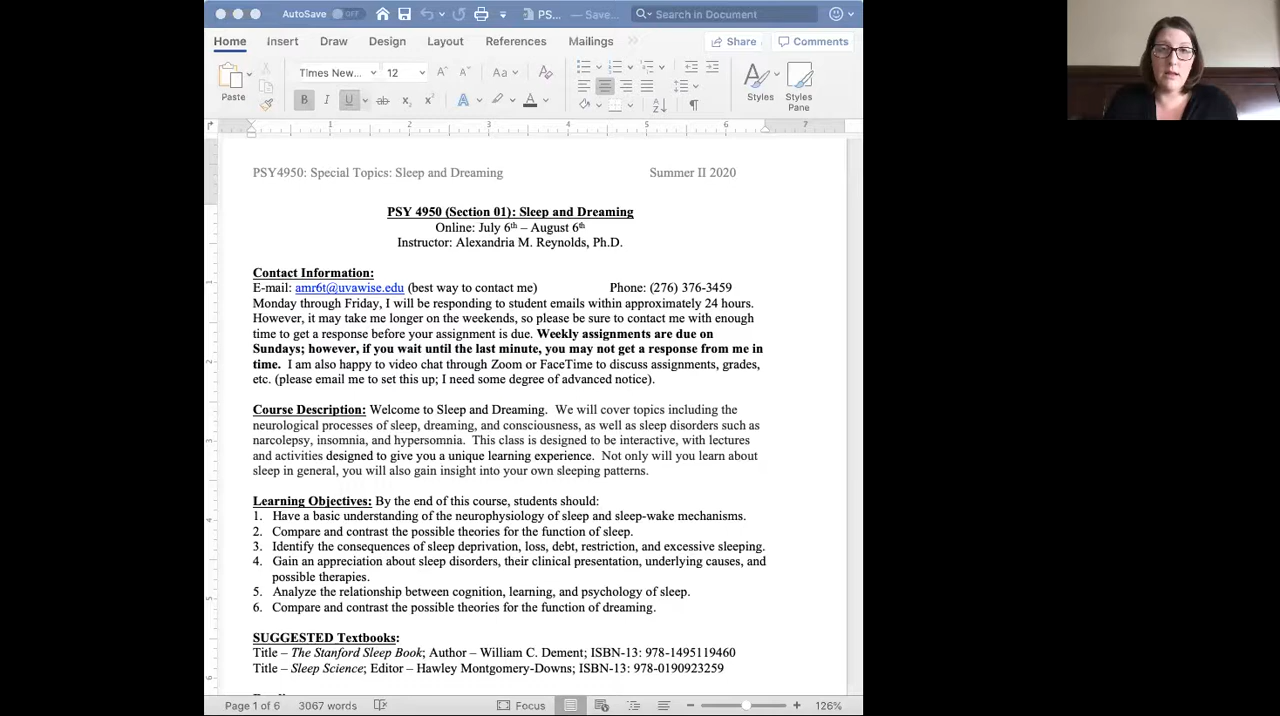 AutoSave OFF PS... — Save... Search in Document
Home Insert Draw Design Layout References Mailings Share Comments
Times New... 12 Aa
Paste B I ab x₂ x² A A Styles Styles Pane
1 2 3 4 5 6 7
PSY4950: Special Topics: Sleep and Dreaming Summer II 2020
PSY 4950 (Section 01): Sleep and Dreaming
Online: July 6th – August 6th
Instructor: Alexandria M. Reynolds, Ph.D.
Contact Information:
E-mail: amr6t@uvawise.edu (best way to contact me) Phone: (276) 376-3459
Monday through Friday, I will be responding to student emails within approximately 24 hours.
However, it may take me longer on the weekends, so please be sure to contact me with enough
time to get a response before your assignment is due. Weekly assignments are due on
Sundays; however, if you wait until the last minute, you may not get a response from me in
time. I am also happy to video chat through Zoom or FaceTime to discuss assignments, grades,
etc. (please email me to set this up; I need some degree of advanced notice).
Course Description: Welcome to Sleep and Dreaming. We will cover topics including the
neurological processes of sleep, dreaming, and consciousness, as well as sleep disorders such as
narcolepsy, insomnia, and hypersomnia. This class is designed to be interactive, with lectures
and activities designed to give you a unique learning experience. Not only will you learn about
sleep in general, you will also gain insight into your own sleeping patterns.
Learning Objectives: By the end of this course, students should:
1. Have a basic understanding of the neurophysiology of sleep and sleep-wake mechanisms.
2. Compare and contrast the possible theories for the function of sleep.
3. Identify the consequences of sleep deprivation, loss, debt, restriction, and excessive sleeping.
4. Gain an appreciation about sleep disorders, their clinical presentation, underlying causes, and
possible therapies.
5. Analyze the relationship between cognition, learning, and psychology of sleep.
6. Compare and contrast the possible theories for the function of dreaming.
SUGGESTED Textbooks:
Title – The Stanford Sleep Book; Author – William C. Dement; ISBN-13: 978-1495119460
Title – Sleep Science; Editor – Hawley Montgomery-Downs; ISBN-13: 978-0190923259
Page 1 of 6 3067 words Focus 126%